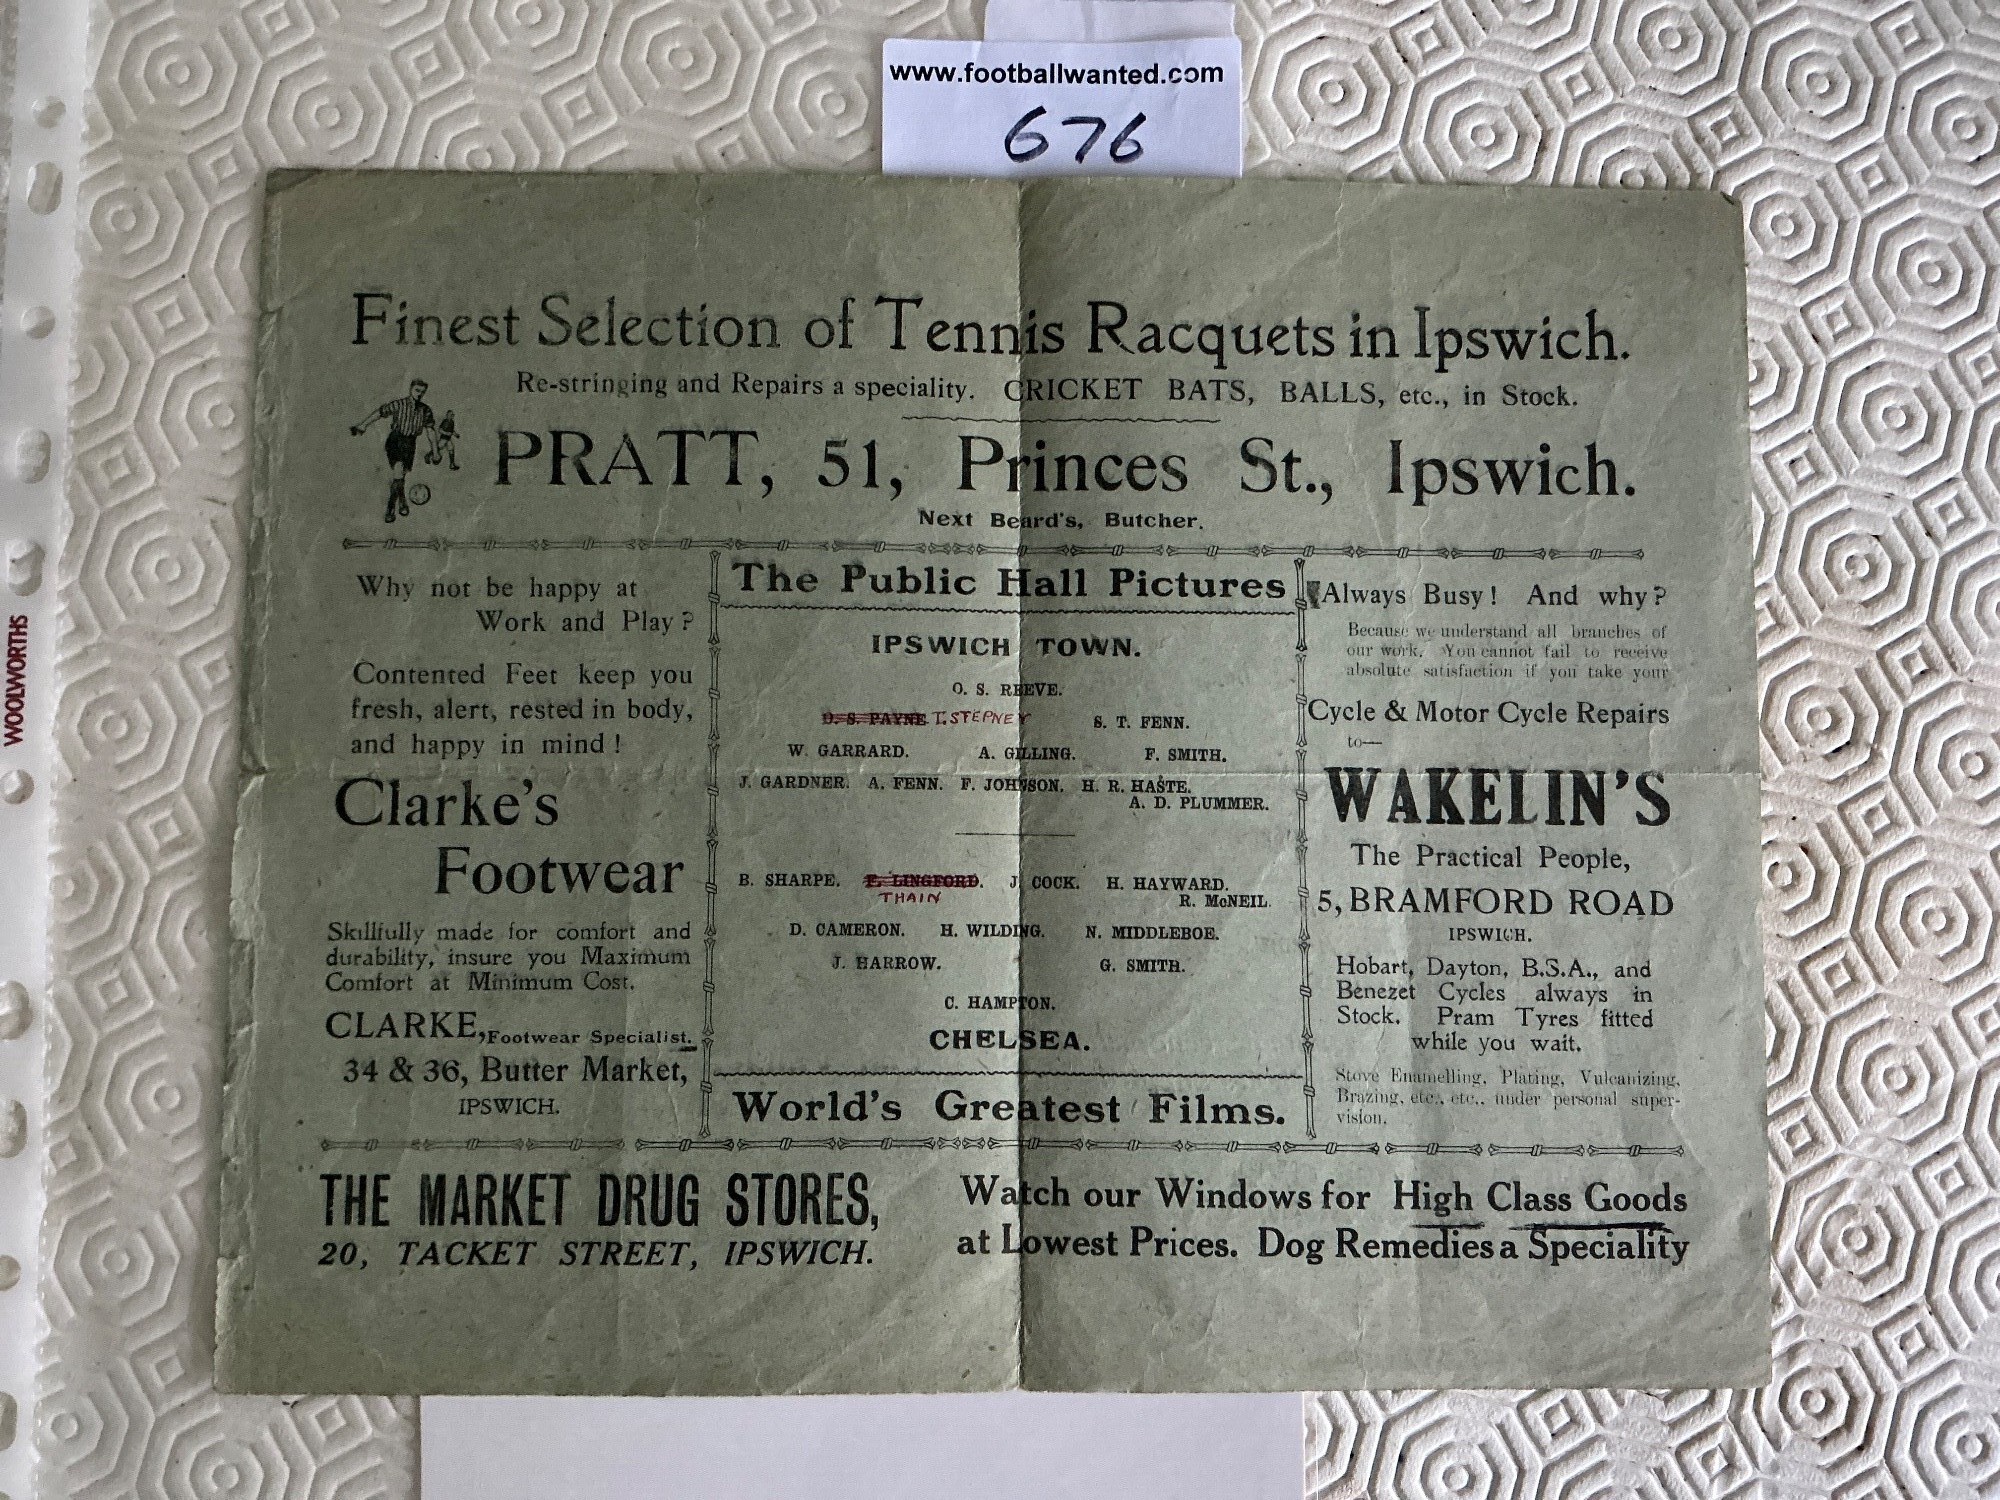 www.footballwanted.com
676
WOOLWORTHS
Finest Selection of Tennis Racquets in Ipswich.
Re-stringing and Repairs a speciality. CRICKET BATS, BALLS, etc., in Stock.
PRATT, 51, Princes St., Ipswich.
Next Beard's, Butcher.
Why not be happy at
Work and Play?
Contented Feet keep you
fresh, alert, rested in body,
and happy in mind!
Clarke's
Footwear
Skillfully made for comfort and
durability, insure you Maximum
Comfort at Minimum Cost.
CLARKE, Footwear Specialist.
34 & 36, Butter Market,
IPSWICH.
The Public Hall Pictures
IPSWICH TOWN.
O. S. REEVE.
D. S. PAYNE T. STEPNEY S. T. FENN.
W. GARRARD. A. GILLING. F. SMITH.
J. GARDNER. A. FENN. F. JOHNSON. H. R. HASTE.
A. D. PLUMMER.
B. SHARPE. F. LINGFORD. J. COCK. H. HAYWARD.
THAIN R. McNEIL.
D. CAMERON. H. WILDING. N. MIDDLEBOE.
J. HARROW. G. SMITH.
C. HAMPTON.
CHELSEA.
World's Greatest Films.
Always Busy! And why?
Because we understand all branches of
our work. You cannot fail to receive
absolute satisfaction if you take your
Cycle & Motor Cycle Repairs
to—
WAKELIN'S
The Practical People,
5, BRAMFORD ROAD
IPSWICH.
Hobart, Dayton, B.S.A., and
Benezet Cycles always in
Stock. Pram Tyres fitted
while you wait.
Stove Enamelling, Plating, Vulcanizing,
Brazing, etc., etc., under personal super-
vision.
THE MARKET DRUG STORES,
20, TACKET STREET, IPSWICH.
Watch our Windows for High Class Goods
at Lowest Prices. Dog Remedies a Speciality